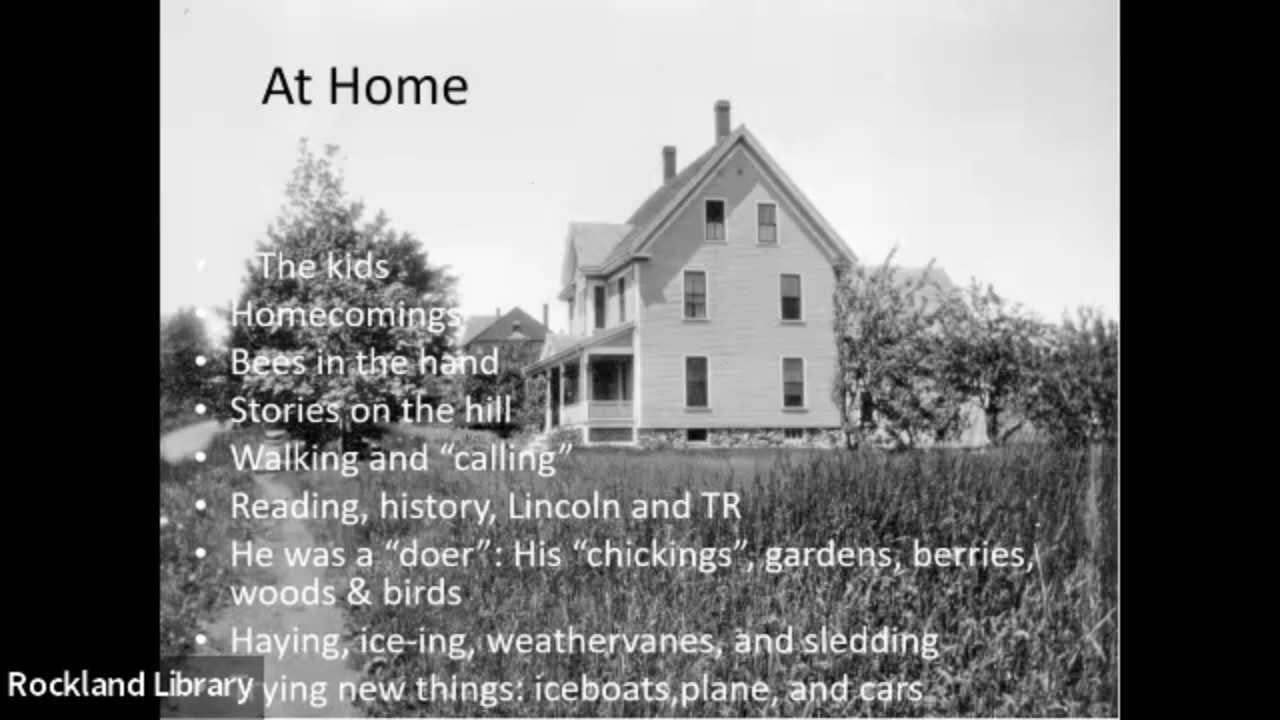 At Home
The kids
Homecomings
• Bees in the hand
• Stories on the hill
• Walking and “calling”
• Reading, history, Lincoln and TR
• He was a “doer”: His “chickings”, gardens, berries,
woods & birds
• Haying, ice-ing, weathervanes, and sledding
ying new things: iceboats,plane, and cars
Rockland Library